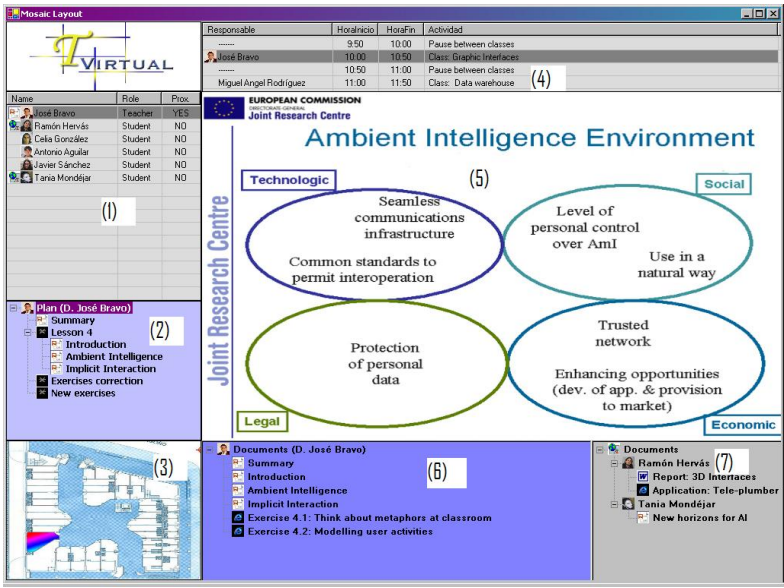 Mosaic Layout
VIRTUAL
Responsable HoraInicio HoraFin Actividad
------- 9:50 10:00 Pause between classes
José Bravo 10:00 10:50 Class: Graphic Interfaces
------- 10:50 11:00 Pause between classes
Miguel Angel Rodríguez 11:00 11:50 Class: Data warehouse
(4)
Name Role Prox.
José Bravo Teacher YES
Ramón Hervás Student NO
Celia González Student NO
Antonio Aguilar Student NO
Javier Sánchez Student NO
Tania Mondéjar Student NO
(1)
Plan (D. José Bravo)
Summary
Lesson 4
Introduction
Ambient Intelligence
Implicit Interaction
Exercises correction
New exercises
(2)
(3)
EUROPEAN COMMISSION
DIRECTORATE-GENERAL
Joint Research Centre
Ambient Intelligence Environment
Joint Research Centre
(5)
Technologic
Seamless
communications
infrastructure
Common standards to
permit interoperation
Social
Level of
personal control
over AmI
Use in a
natural way
Protection
of personal
data
Legal
Trusted
network
Enhancing opportunities
(dev. of app. & provision
to market)
Economic
Documents (D. José Bravo)
Summary
Introduction
Ambient Intelligence
Implicit Interaction
Exercise 4.1: Think about metaphors at classroom
Exercise 4.2: Modelling user activities
(6)
Documents
Ramón Hervás
Report: 3D Interfaces
Application: Tele-plumber
Tania Mondéjar
New horizons for AI
(7)